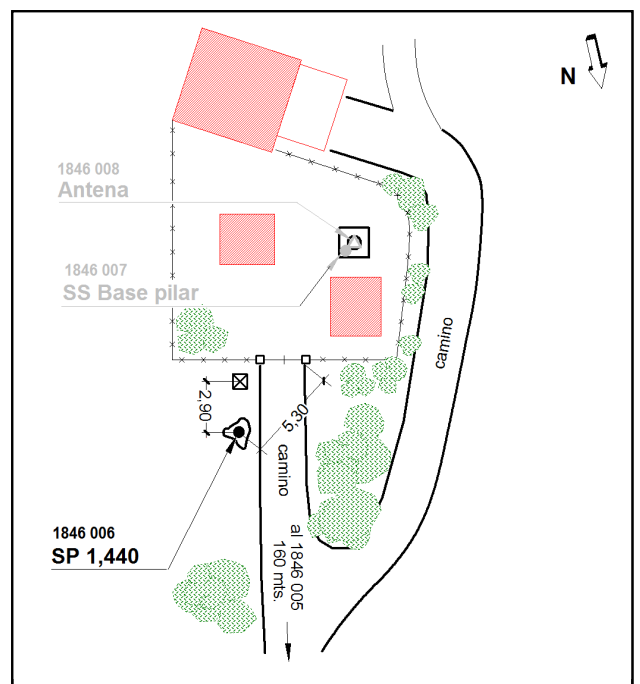 N
1846 008
Antena
1846 007
SS Base pilar
camino
2,90
5,30
camino
1846 006
SP 1,440
al 1846 005
160 mts.